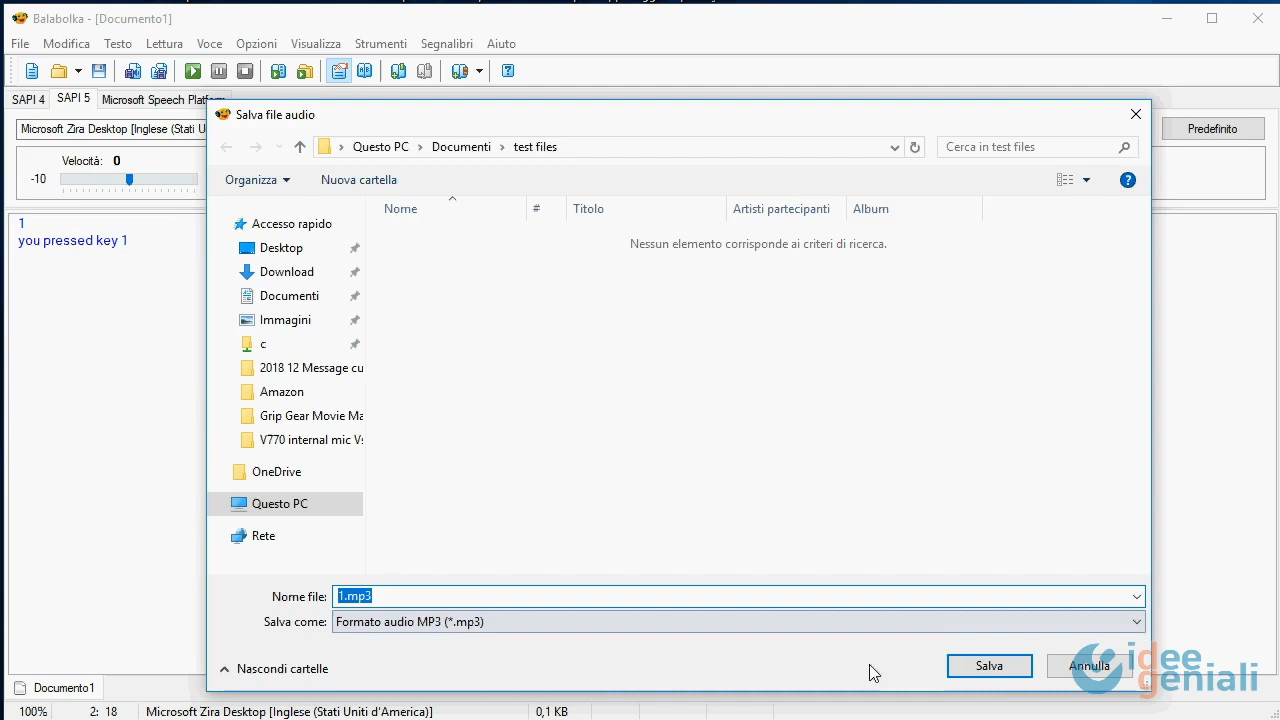 Balabolka - [Documento1]
File Modifica Testo Lettura Voce Opzioni Visualizza Strumenti Segnalibri Aiuto
SAPI 4 SAPI 5 Microsoft Speech Platform
Salva file audio
Microsoft Zira Desktop [Inglese (Stati U
Predefinito
Questo PC > Documenti > test files
Cerca in test files
Velocità: 0
-10
Organizza Nuova cartella
Nome # Titolo Artisti partecipanti Album
1
you pressed key 1
Nessun elemento corrisponde ai criteri di ricerca.
Accesso rapido
Desktop
Download
Documenti
Immagini
c
2018 12 Message cu
Amazon
Grip Gear Movie Ma
V770 internal mic Vs
OneDrive
Questo PC
Rete
Nome file: 1.mp3
Salva come: Formato audio MP3 (*.mp3)
Nascondi cartelle
Salva Annulla
idee
geniali
Documento1
100% 2: 18 Microsoft Zira Desktop [Inglese (Stati Uniti d'America)] 0,1 KB